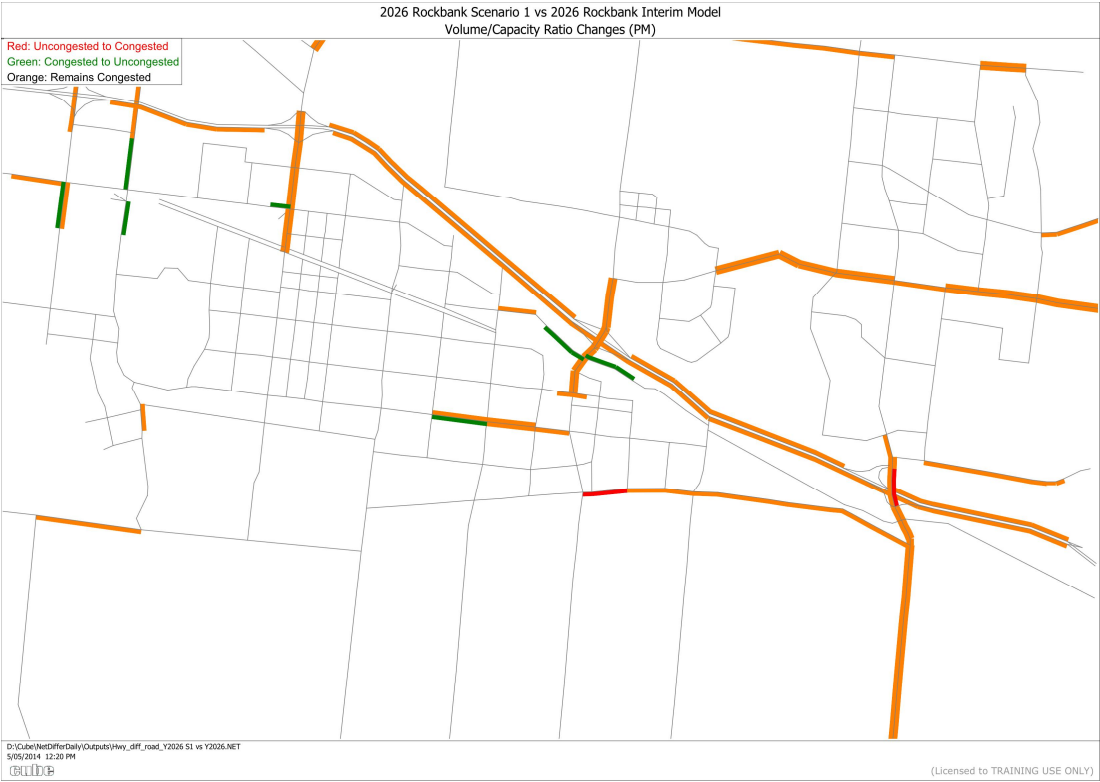 2026 Rockbank Scenario 1 vs 2026 Rockbank Interim Model
Volume/Capacity Ratio Changes (PM)
Red: Uncongested to Congested
Green: Congested to Uncongested
Orange: Remains Congested
D:\Cube\NetDifferDaily\Outputs\Hwy_diff_road_Y2026 S1 vs Y2026.NET
5/05/2014 12:20 PM
cube
(Licensed to TRAINING USE ONLY)